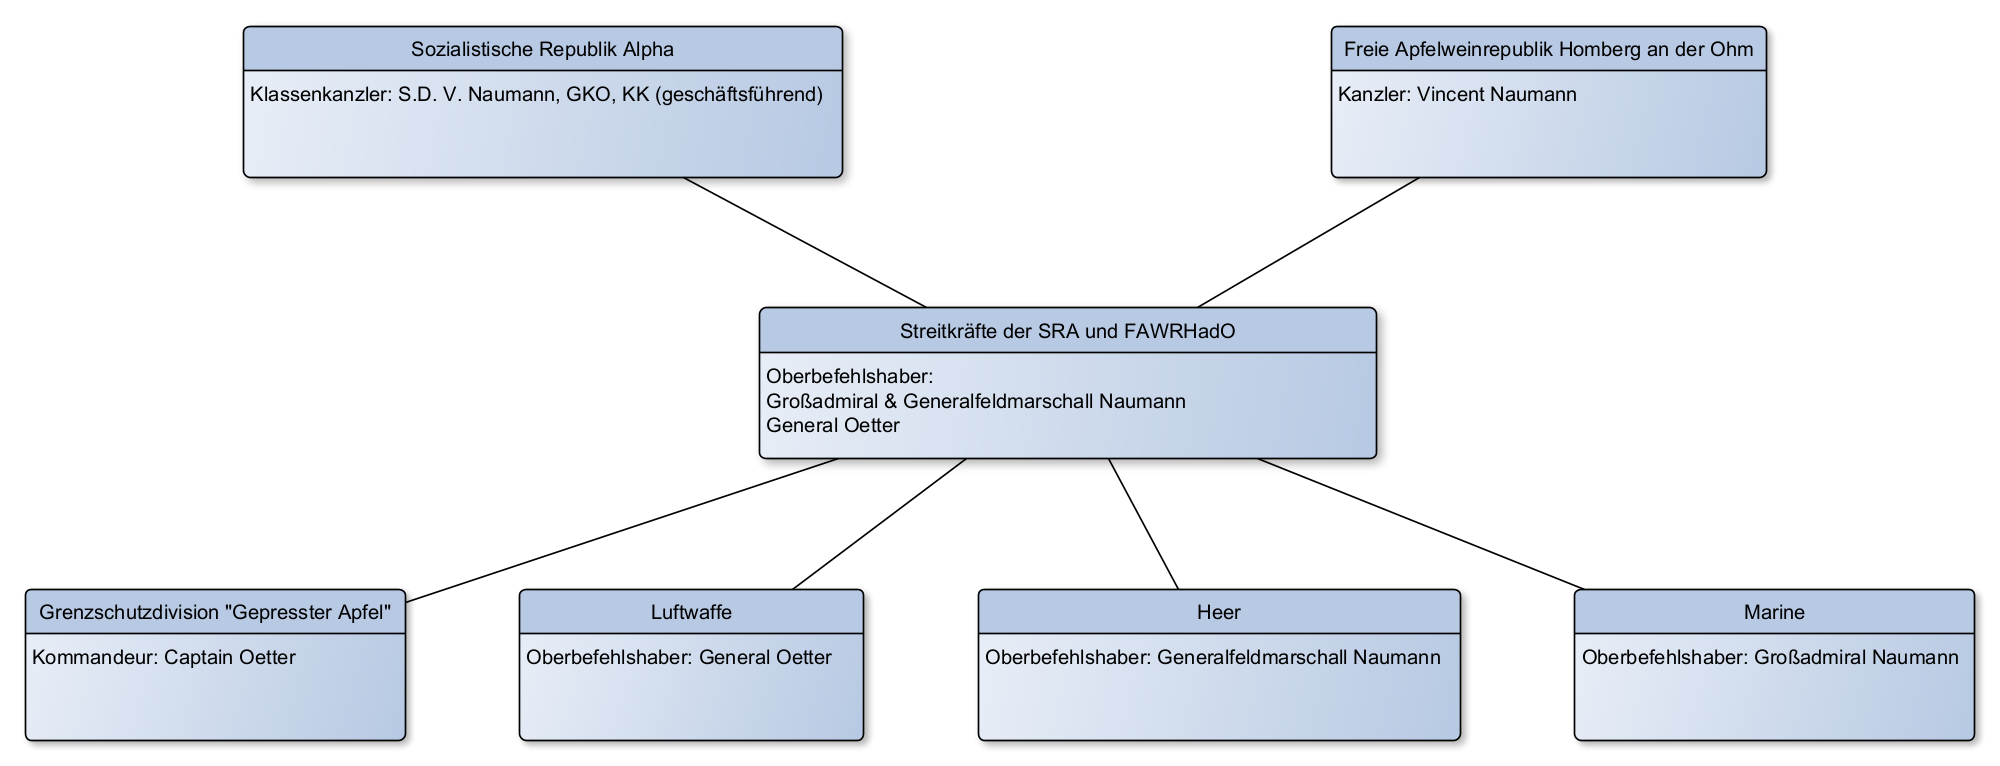 Sozialistische Republik Alpha
Klassenkanzler: S.D. V. Naumann, GKO, KK (geschäftsführend)
Freie Apfelweinrepublik Homberg an der Ohm
Kanzler: Vincent Naumann
Streitkräfte der SRA und FAWRHadO
Oberbefehlshaber:
Großadmiral & Generalfeldmarschall Naumann
General Oetter
Grenzschutzdivision "Gepresster Apfel"
Kommandeur: Captain Oetter
Luftwaffe
Oberbefehlshaber: General Oetter
Heer
Oberbefehlshaber: Generalfeldmarschall Naumann
Marine
Oberbefehlshaber: Großadmiral Naumann